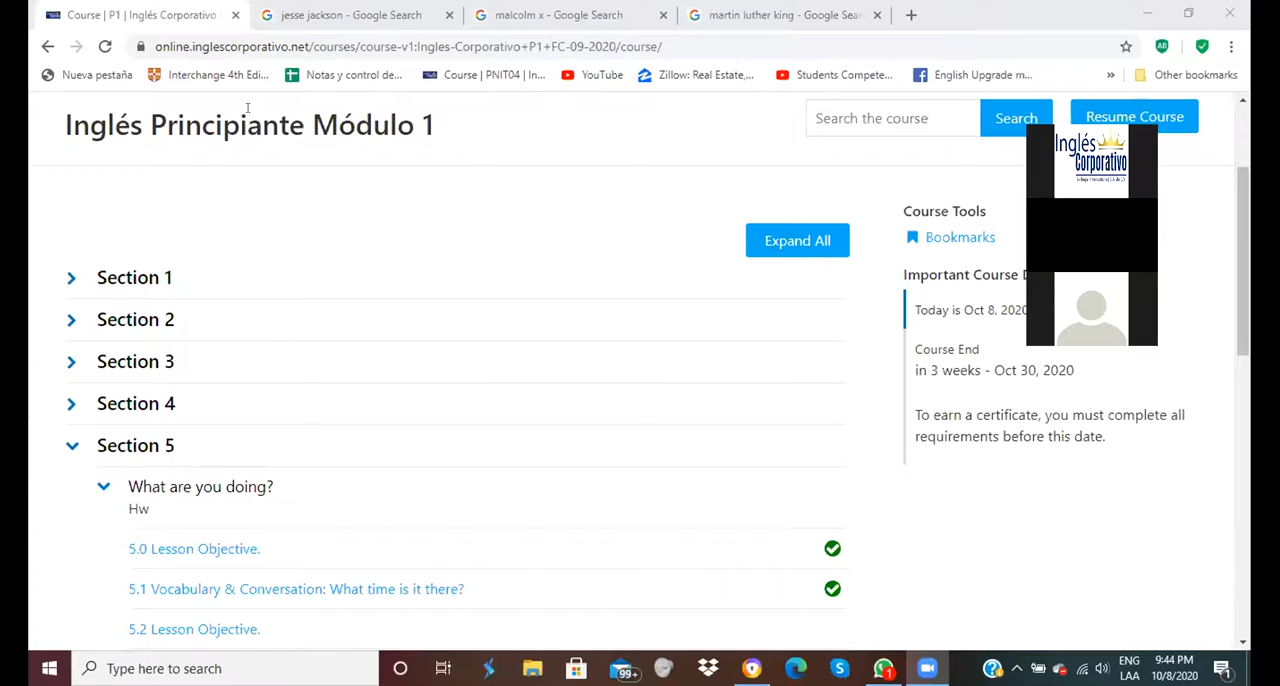 Course | P1 | Inglés Corporativo
jesse jackson - Google Search
malcolm x - Google Search
martin luther king - Google Sear
online.inglescorporativo.net/courses/course-v1:Ingles-Corporativo+P1+FC-09-2020/course/
Nueva pestaña
Interchange 4th Edi...
Notas y control de...
Course | PNIT04 | In...
YouTube
Zillow: Real Estate,...
Students Compete...
English Upgrade m...
»
Other bookmarks
Inglés Principiante Módulo 1
Search the course
Search
Resume Course
Inglés
Corporativo
Course Tools
Bookmarks
Expand All
Important Course D
Today is Oct 8, 2020
Course End
in 3 weeks - Oct 30, 2020
To earn a certificate, you must complete all
requirements before this date.
Section 1
Section 2
Section 3
Section 4
Section 5
What are you doing?
Hw
5.0 Lesson Objective.
5.1 Vocabulary & Conversation: What time is it there?
5.2 Lesson Objective.
Type here to search
99+
1
ENG
LAA
9:44 PM
10/8/2020
1